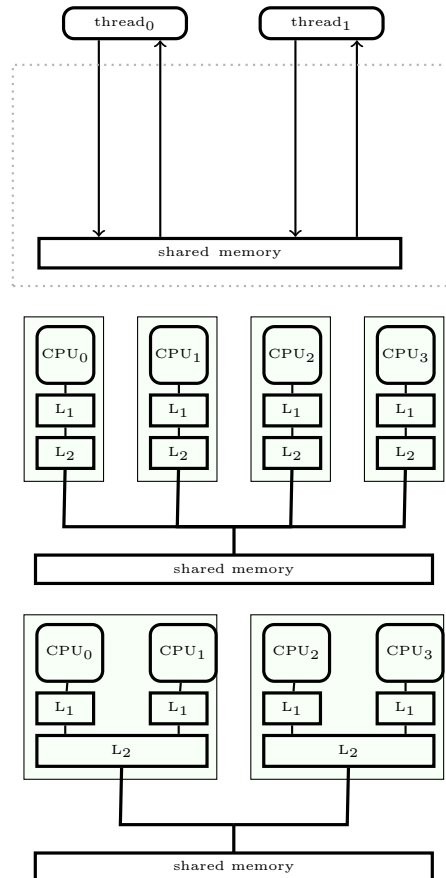 thread₀ thread₁
shared memory
CPU₀ CPU₁ CPU₂ CPU₃
L₁ L₁ L₁ L₁
L₂ L₂ L₂ L₂
shared memory
CPU₀ CPU₁ CPU₂ CPU₃
L₁ L₁ L₁ L₁
L₂ L₂
shared memory